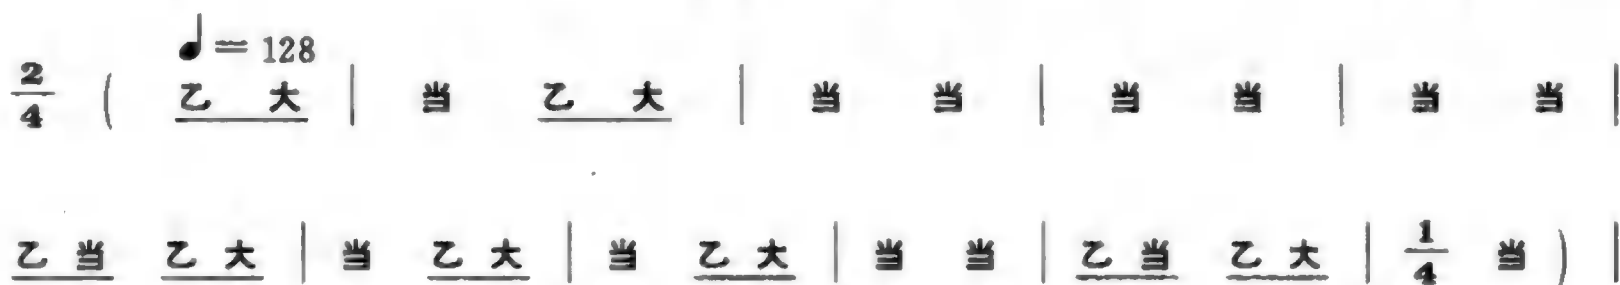 ♩= 128
2/4 ( 乙 大 | 当 乙 大 | 当 当 | 当 当 | 当 当 |
乙 当 乙 大 | 当 乙 大 | 当 乙 大 | 当 当 | 乙 当 乙 大 | 1/4 当 ) |